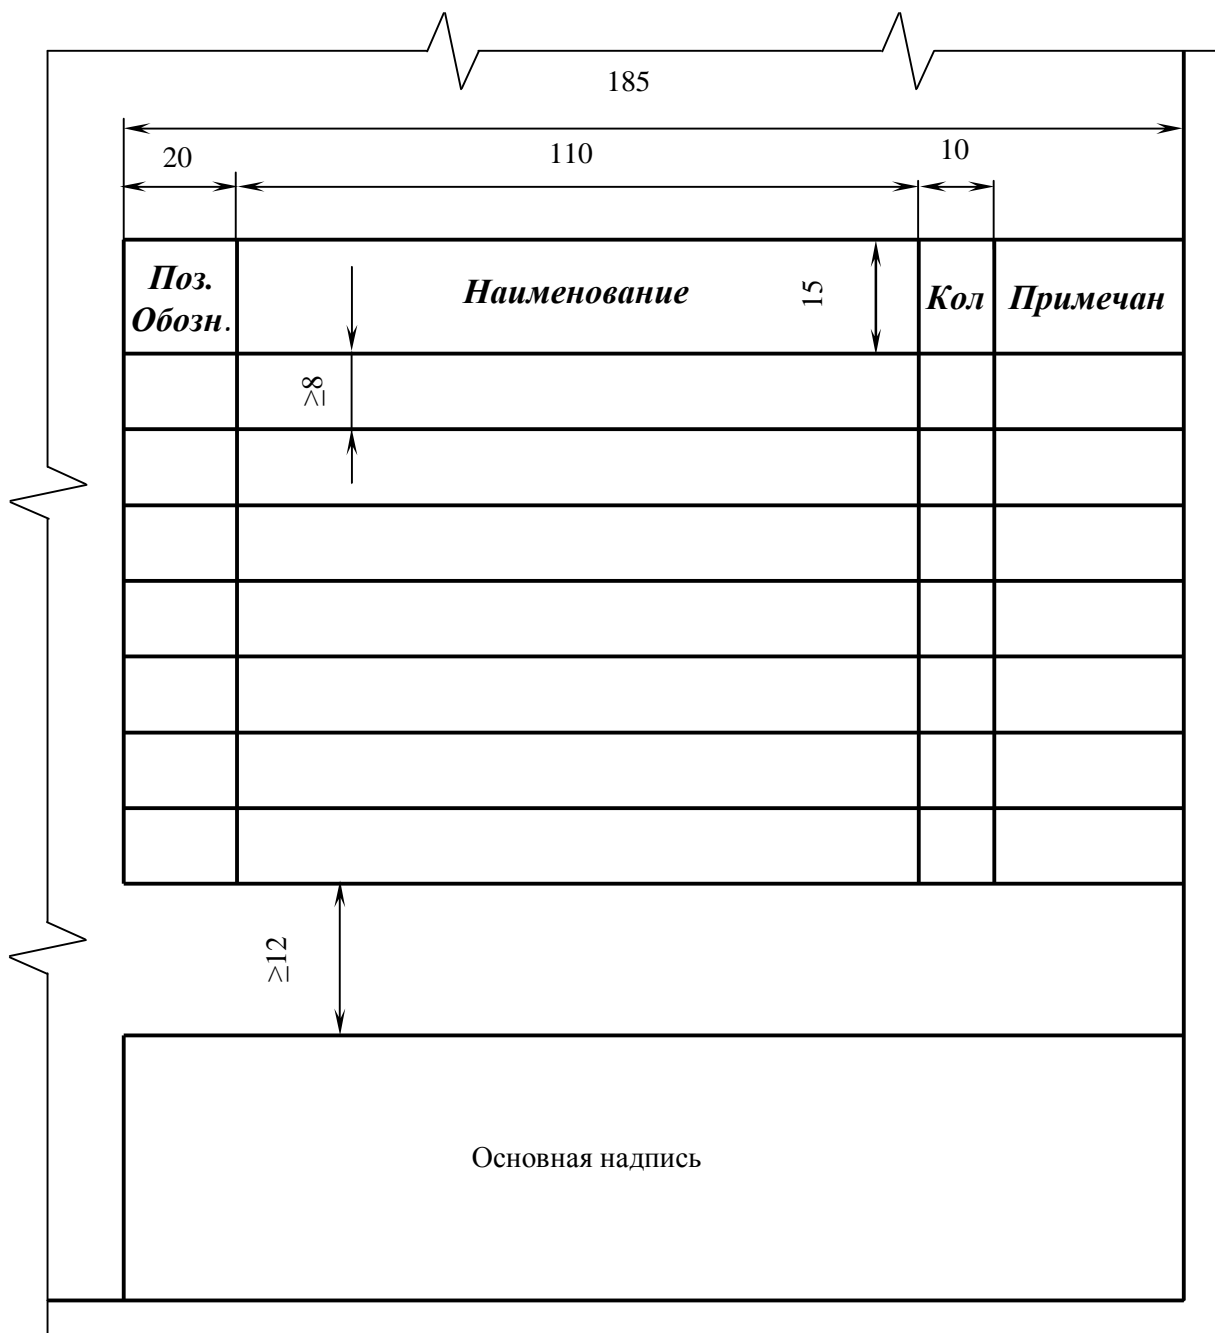 185
20
110
10
Поз.
Обозн.
Наименование
15
Кол
Примечан
≥8
≥12
Основная надпись